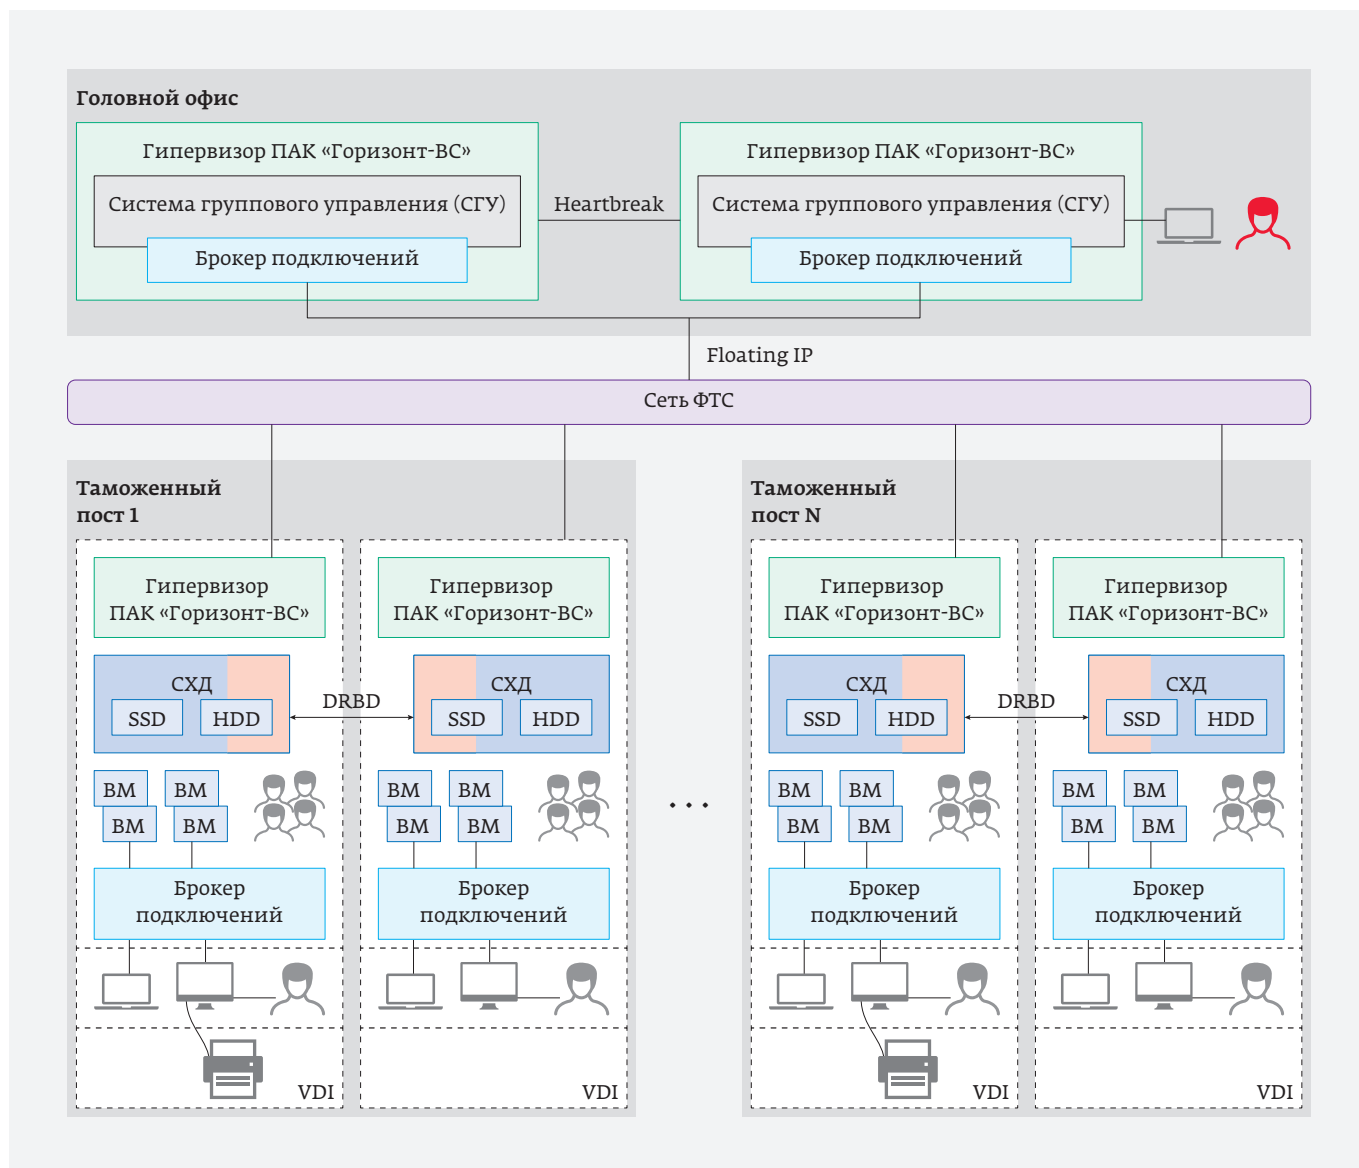 Головной офис
Гипервизор ПАК «Горизонт-ВС»
Система группового управления (СГУ)
Брокер подключений
Heartbreak
Гипервизор ПАК «Горизонт-ВС»
Система группового управления (СГУ)
Брокер подключений
Floating IP
Сеть ФТС
Таможенный
пост 1
Гипервизор
ПАК «Горизонт-ВС»
СХД
SSD
HDD
DRBD
ВМ
ВМ
ВМ
ВМ
Брокер
подключений
VDI
Гипервизор
ПАК «Горизонт-ВС»
СХД
SSD
HDD
ВМ
ВМ
ВМ
ВМ
Брокер
подключений
VDI
. . .
Таможенный
пост N
Гипервизор
ПАК «Горизонт-ВС»
СХД
SSD
HDD
DRBD
ВМ
ВМ
ВМ
ВМ
Брокер
подключений
VDI
Гипервизор
ПАК «Горизонт-ВС»
СХД
SSD
HDD
ВМ
ВМ
ВМ
ВМ
Брокер
подключений
VDI